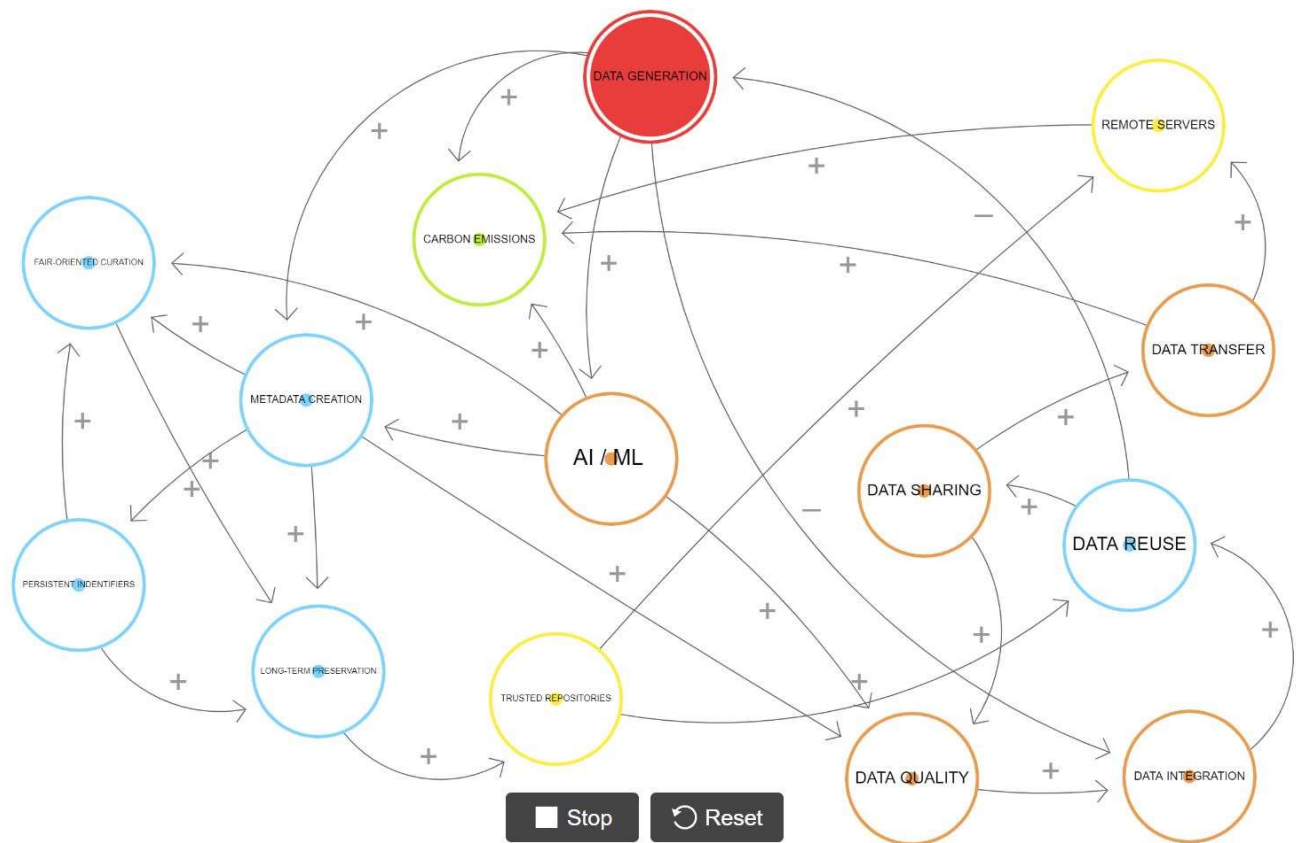 DATA GENERATION
REMOTE SERVERS
+
+
+
+
−
+
CARBON EMISSIONS
FAIR-ORIENTED CURATION
+
+
+
+
+
DATA TRANSFER
+
METADATA CREATION
+
+
+
+
AI / ML
DATA SHARING
+
+
+
−
+
DATA REUSE
+
PERSISTENT INDENTIFIERS
+
+
+
+
LONG-TERM PRESERVATION
+
TRUSTED REPOSITORIES
+
+
+
DATA QUALITY
DATA INTEGRATION
Stop
Reset